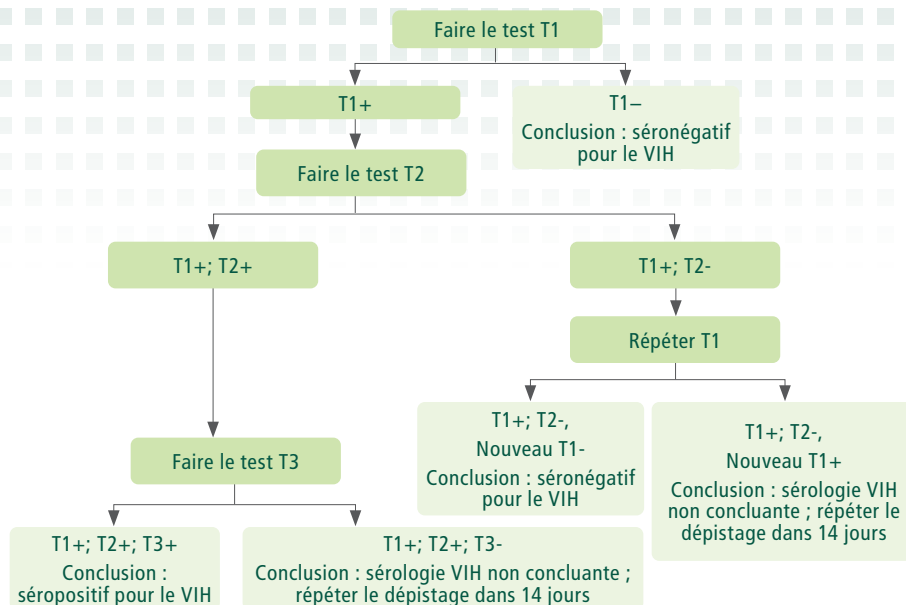 Faire le test T1
T1+
T1–
Conclusion : séronégatif
pour le VIH
Faire le test T2
T1+; T2+
T1+; T2-
Répéter T1
T1+; T2-,
Nouveau T1-
Conclusion : séronégatif
pour le VIH
T1+; T2-,
Nouveau T1+
Conclusion : sérologie VIH
non concluante ; répéter le
dépistage dans 14 jours
Faire le test T3
T1+; T2+; T3+
Conclusion :
séropositif pour le VIH
T1+; T2+; T3-
Conclusion : sérologie VIH non concluante ;
répéter le dépistage dans 14 jours